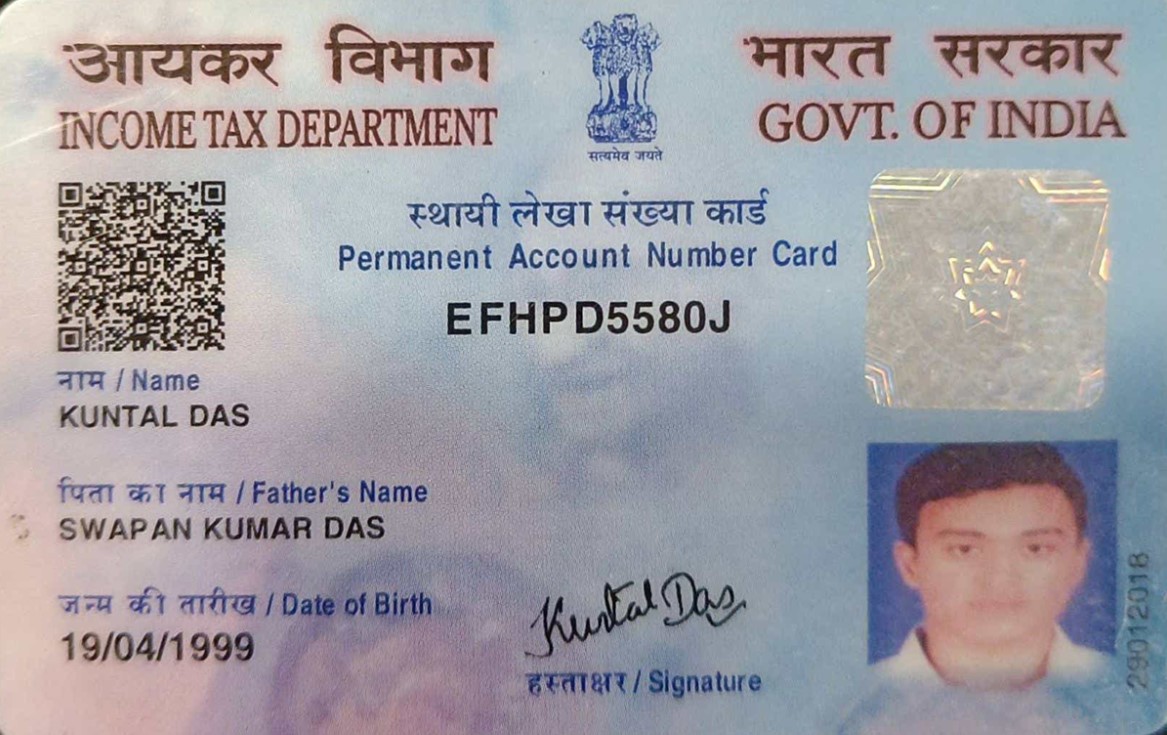 आयकर विभाग
INCOME TAX DEPARTMENT
सत्यमेव जयते
भारत सरकार
GOVT. OF INDIA
स्थायी लेखा संख्या कार्ड
Permanent Account Number Card
EFHPD5580J
नाम / Name
KUNTAL DAS
पिता का नाम / Father's Name
SWAPAN KUMAR DAS
जन्म की तारीख / Date of Birth
19/04/1999
Kuntal Das
हस्ताक्षर / Signature
29012018